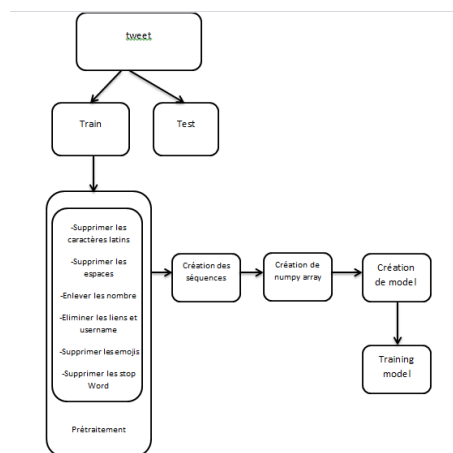 tweet
Train
Test
-Supprimer les
caractères latins
-Supprimer les
espaces
-Enlever les nombre
-Eliminer les liens et
username
-Supprimer les emojis
-Supprimer les stop
Word
Prétraitement
Création des
séquences
Création de
numpy array
Création
de model
Training
model